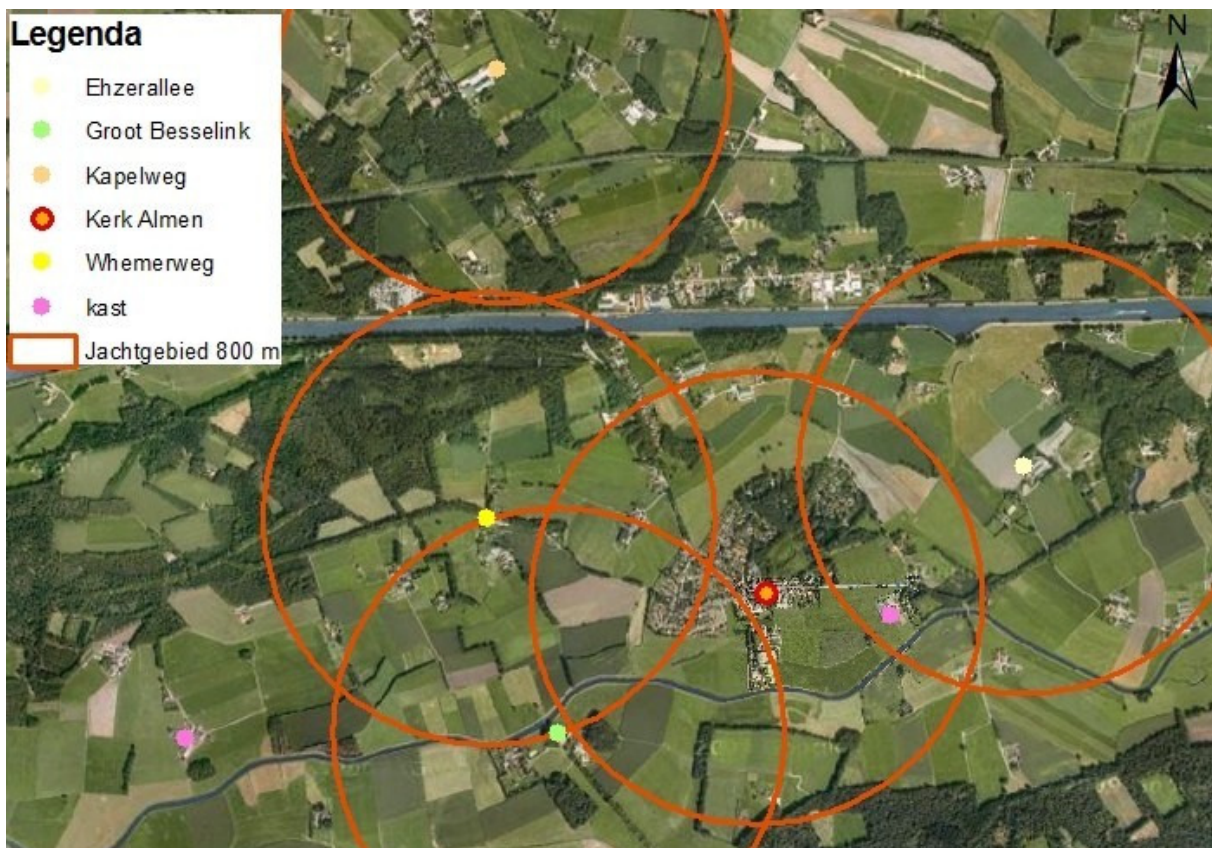 Legenda
Ehzerallee
Groot Besselink
Kapelweg
Kerk Almen
Whemerweg
kast
Jachtgebied 800 m
N